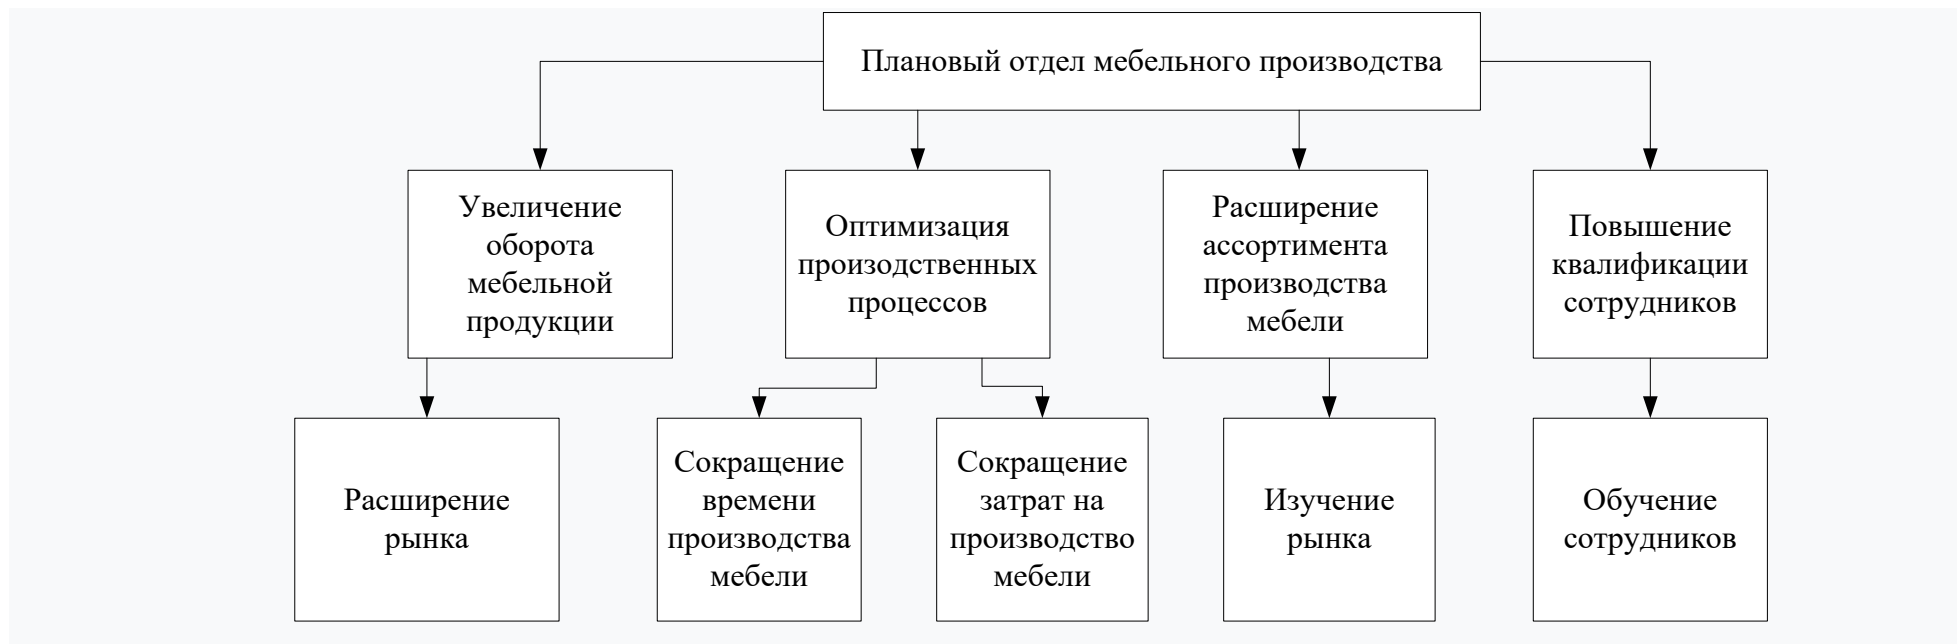 Плановый отдел мебельного производства
Увеличение
оборота
мебельной
продукции
Оптимизация
произодственных
процессов
Расширение
ассортимента
производства
мебели
Повышение
квалификации
сотрудников
Расширение
рынка
Сокращение
времени
производства
мебели
Сокращение
затрат на
производство
мебели
Изучение
рынка
Обучение
сотрудников